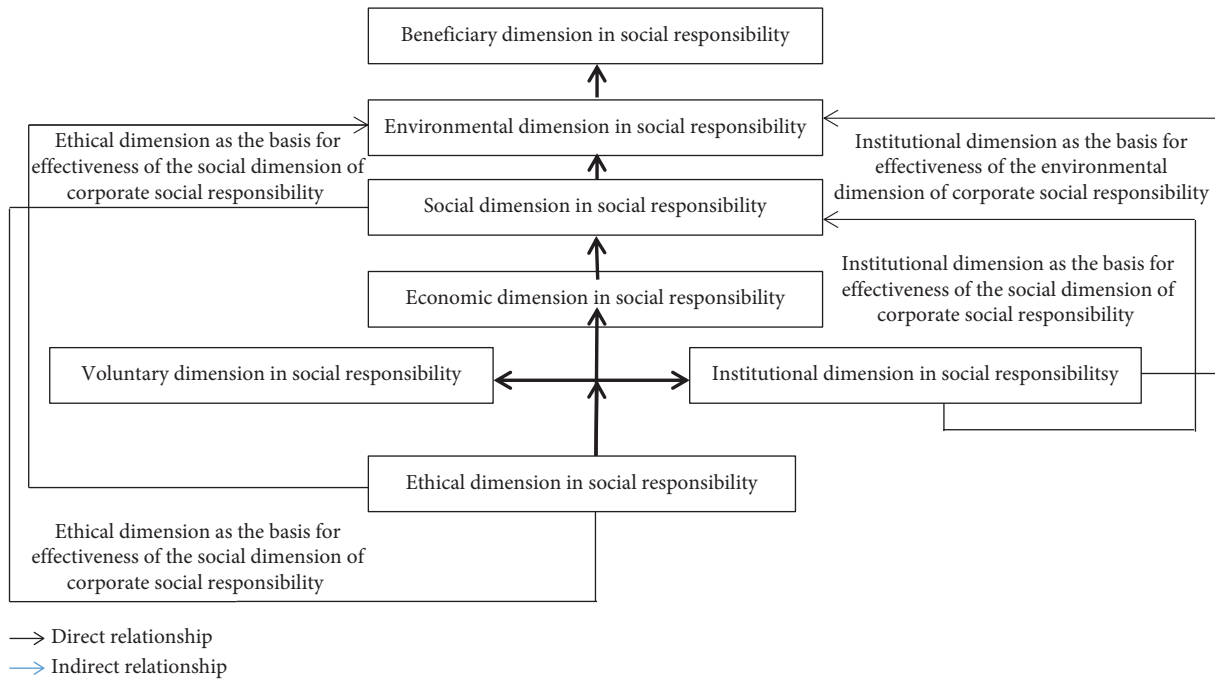 Beneficiary dimension in social responsibility
Environmental dimension in social responsibility
Ethical dimension as the basis for
effectiveness of the social dimension of
corporate social responsibility
Institutional dimension as the basis for
effectiveness of the environmental
dimension of corporate social responsibility
Social dimension in social responsibility
Economic dimension in social responsibility
Institutional dimension as the basis for
effectiveness of the social dimension of
corporate social responsibility
Voluntary dimension in social responsibility
Institutional dimension in social responsibilitsy
Ethical dimension in social responsibility
Ethical dimension as the basis for
effectiveness of the social dimension of
corporate social responsibility
Direct relationship
Indirect relationship